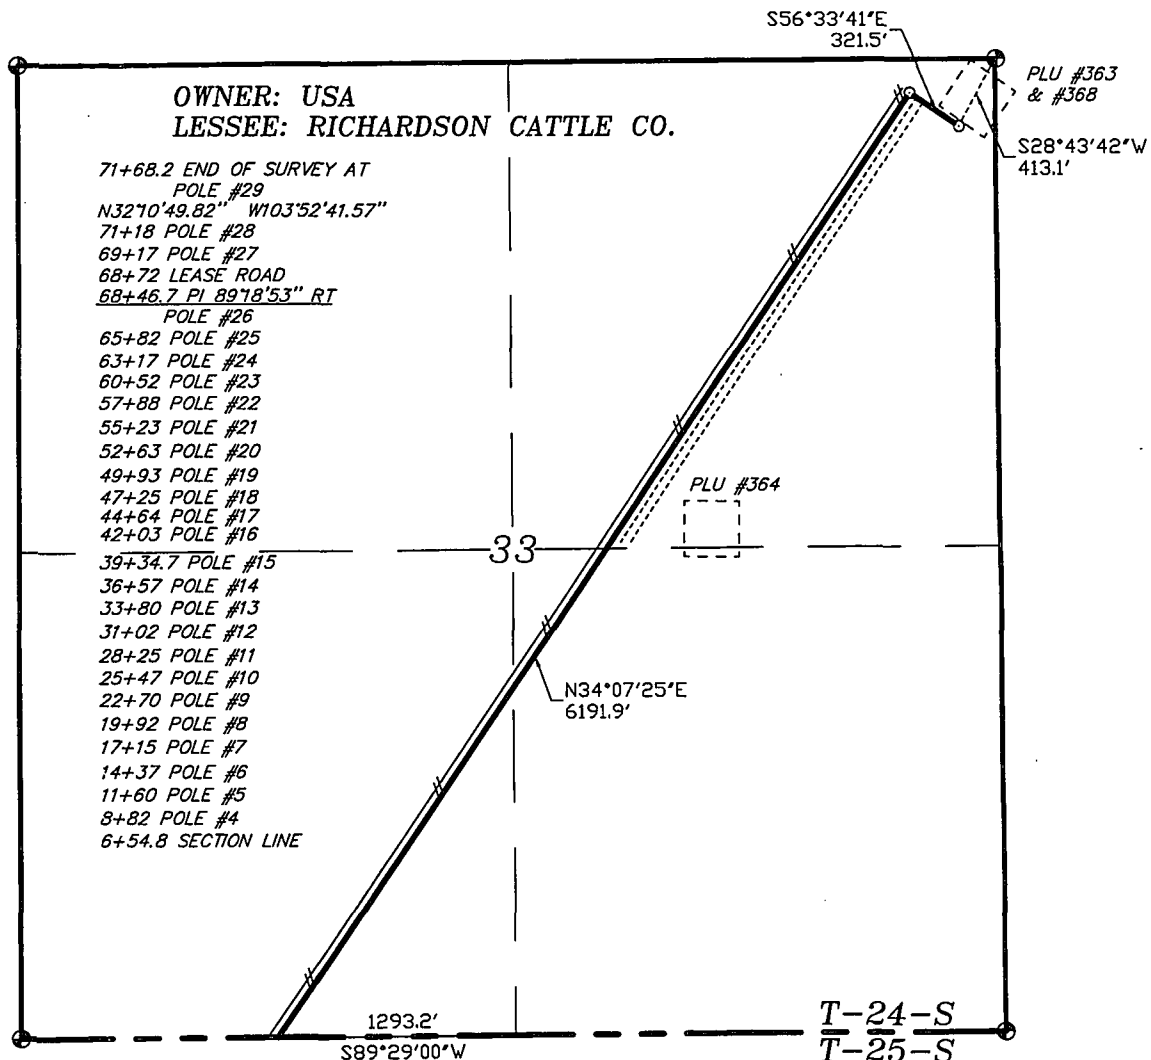 S56°33'41"E
321.5'
PLU #363
& #368
S28°43'42"W
413.1'
OWNER: USA
LESSEE: RICHARDSON CATTLE CO.
71+68.2 END OF SURVEY AT
POLE #29
N32°10'49.82" W103°52'41.57"
71+18 POLE #28
69+17 POLE #27
68+72 LEASE ROAD
68+46.7 PI 89°18'53" RT
POLE #26
65+82 POLE #25
63+17 POLE #24
60+52 POLE #23
57+88 POLE #22
55+23 POLE #21
52+63 POLE #20
49+93 POLE #19
47+25 POLE #18
44+64 POLE #17
42+03 POLE #16
39+34.7 POLE #15
36+57 POLE #14
33+80 POLE #13
31+02 POLE #12
28+25 POLE #11
25+47 POLE #10
22+70 POLE #9
19+92 POLE #8
17+15 POLE #7
14+37 POLE #6
11+60 POLE #5
8+82 POLE #4
6+54.8 SECTION LINE
PLU #364
33
N34°07'25"E
6191.9'
1293.2'
S89°29'00"W
T-24-S
T-25-S